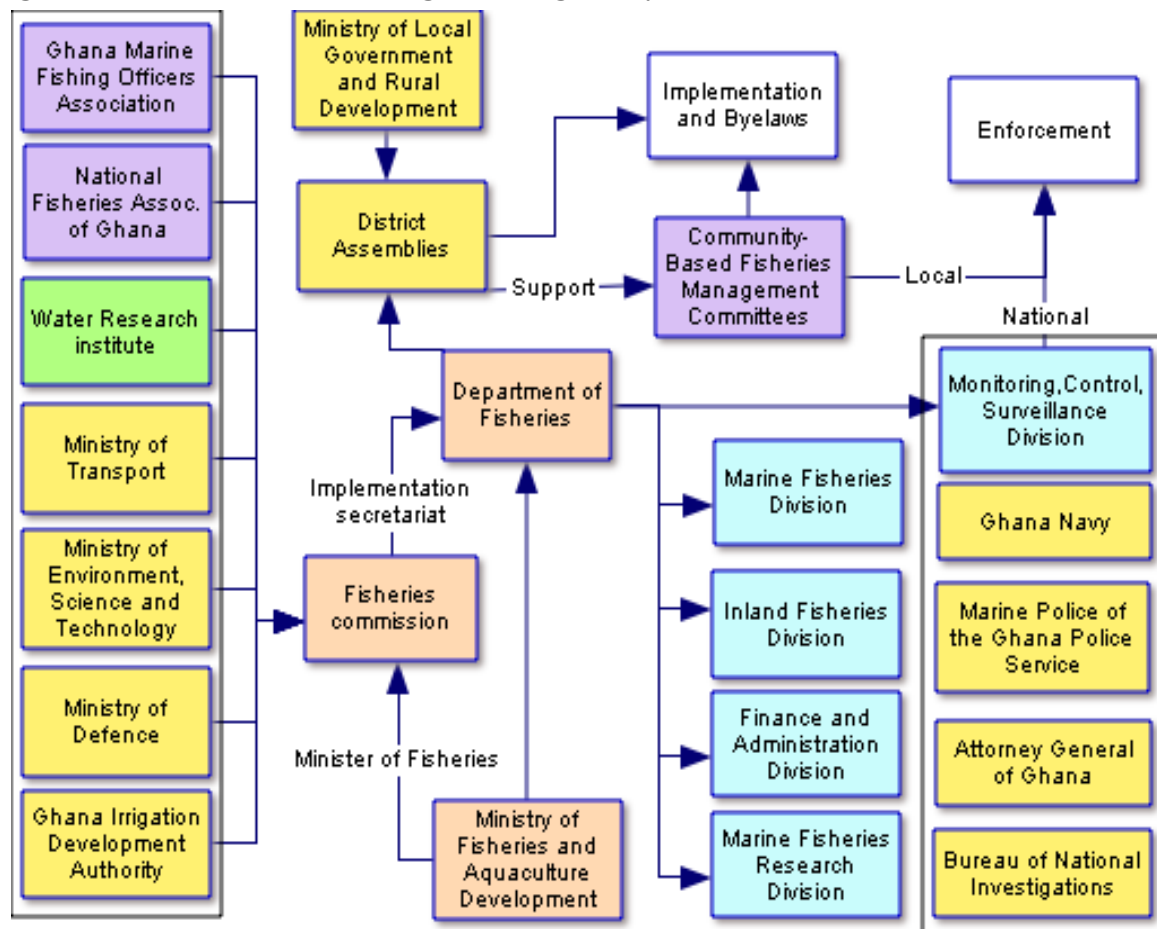 Ghana Marine
Fishing Officers
Association
National
Fisheries Assoc.
of Ghana
Water Research
institute
Ministry of
Transport
Ministry of
Environment,
Science and
Technology
Ministry of
Defence
Ghana Irrigation
Development
Authority
Ministry of Local
Government
and Rural
Development
District
Assemblies
Support
Implementation
and Byelaws
Community-
Based Fisheries
Management
Committees
Local
Enforcement
National
Department of
Fisheries
Implementation
secretariat
Fisheries
commission
Minister of Fisheries
Ministry of
Fisheries and
Aquaculture
Development
Marine Fisheries
Division
Inland Fisheries
Division
Finance and
Administration
Division
Marine Fisheries
Research
Division
Monitoring,Control,
Surveillance
Division
Ghana Navy
Marine Police of
the Ghana Police
Service
Attorney General
of Ghana
Bureau of National
Investigations